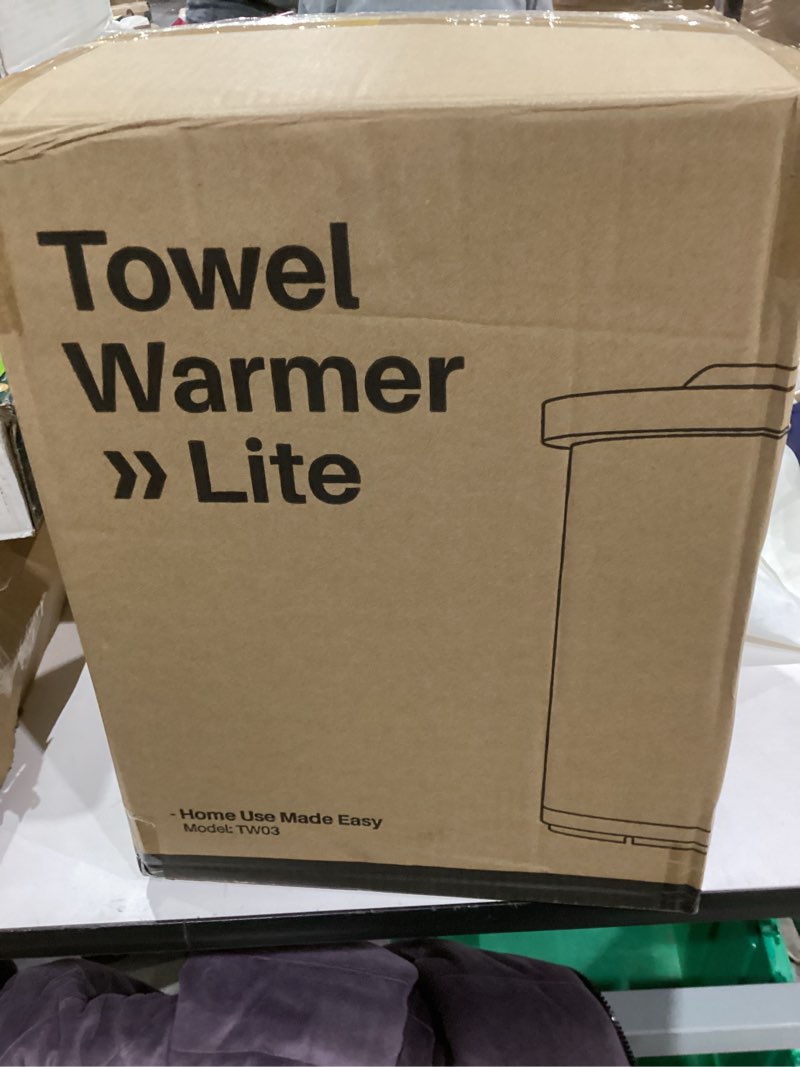 Towel
Warmer
» Lite
- Home Use Made Easy
Model: TW03